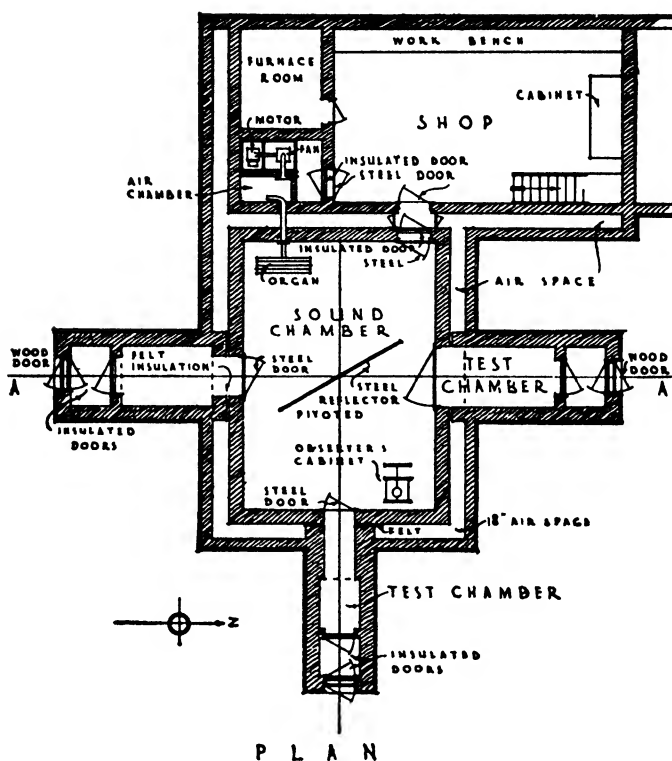 WORK BENCH
FURNACE
ROOM
CABINET
SHOP
MOTOR
FAN
INSULATED DOOR
STEEL DOOR
AIR
CHAMBER
INSULATED DOOR
STEEL
ORGAN
AIR SPACE
SOUND
CHAMBER
WOOD
DOOR
FELT
INSULATION
STEEL
DOOR
TEST
CHAMBER
WOOD
DOOR
A
A
STEEL
REFLECTOR
PIVOTED
INSULATED
DOORS
OBSERVERS
CABINET
STEEL
DOOR
FELT
18" AIR SPACE
TEST CHAMBER
N
INSULATED
DOORS
PLAN